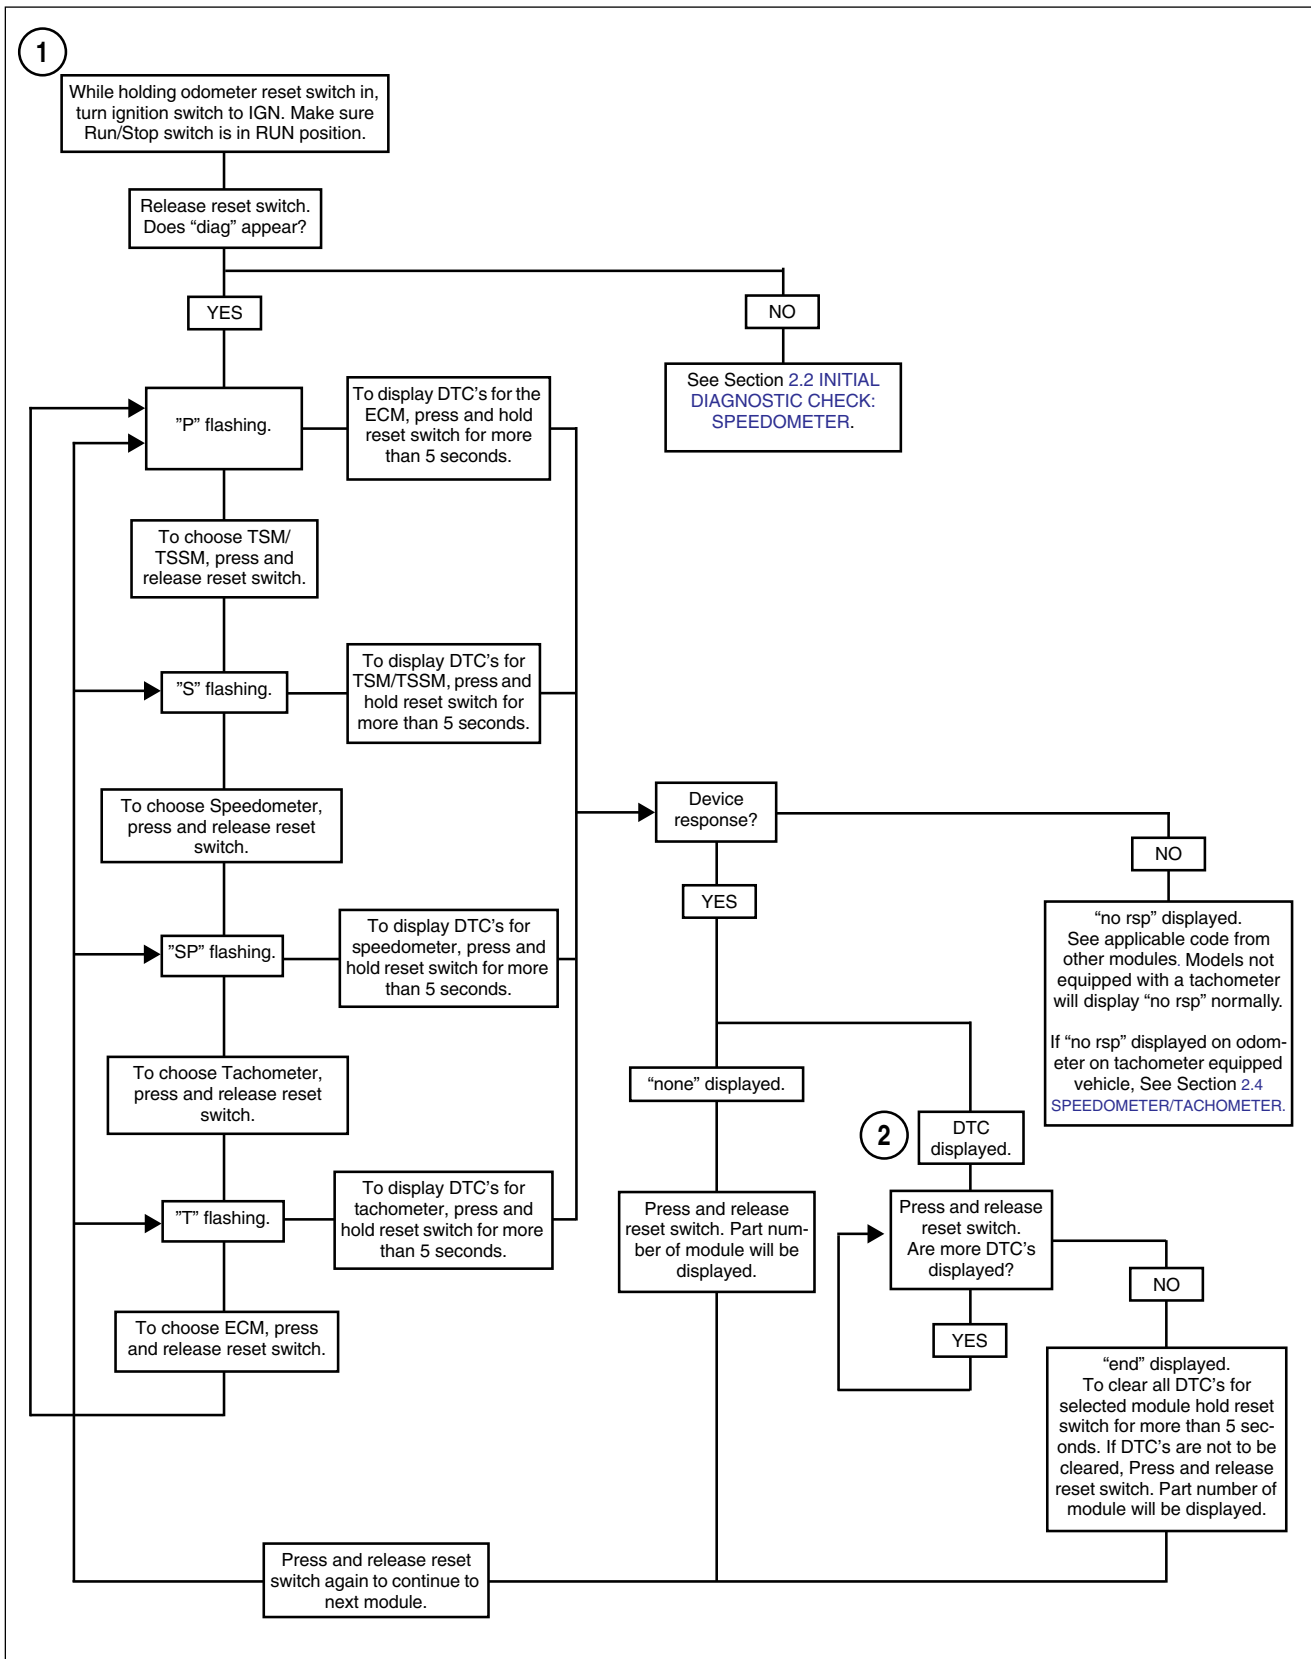 1
While holding odometer reset switch in,
turn ignition switch to IGN. Make sure
Run/Stop switch is in RUN position.
Release reset switch.
Does “diag” appear?
YES
NO
See Section 2.2 INITIAL
DIAGNOSTIC CHECK:
SPEEDOMETER.
”P” flashing.
To display DTC's for the
ECM, press and hold
reset switch for more
than 5 seconds.
To choose TSM/
TSSM, press and
release reset switch.
”S” flashing.
To display DTC's for
TSM/TSSM, press and
hold reset switch for
more than 5 seconds.
To choose Speedometer,
press and release reset
switch.
”SP” flashing.
To display DTC's for
speedometer, press and
hold reset switch for more
than 5 seconds.
To choose Tachometer,
press and release reset
switch.
”T” flashing.
To display DTC's for
tachometer, press and
hold reset switch for more
than 5 seconds.
To choose ECM, press
and release reset switch.
Device
response?
YES
NO
“no rsp” displayed.
See applicable code from
other modules. Models not
equipped with a tachometer
will display “no rsp” normally.
If “no rsp” displayed on odom-
eter on tachometer equipped
vehicle, See Section 2.4
SPEEDOMETER/TACHOMETER.
“none” displayed.
Press and release
reset switch. Part num-
ber of module will be
displayed.
2
DTC
displayed.
Press and release
reset switch.
Are more DTC's
displayed?
YES
NO
“end” displayed.
To clear all DTC's for
selected module hold reset
switch for more than 5 sec-
onds. If DTC's are not to be
cleared, Press and release
reset switch. Part number of
module will be displayed.
Press and release reset
switch again to continue to
next module.